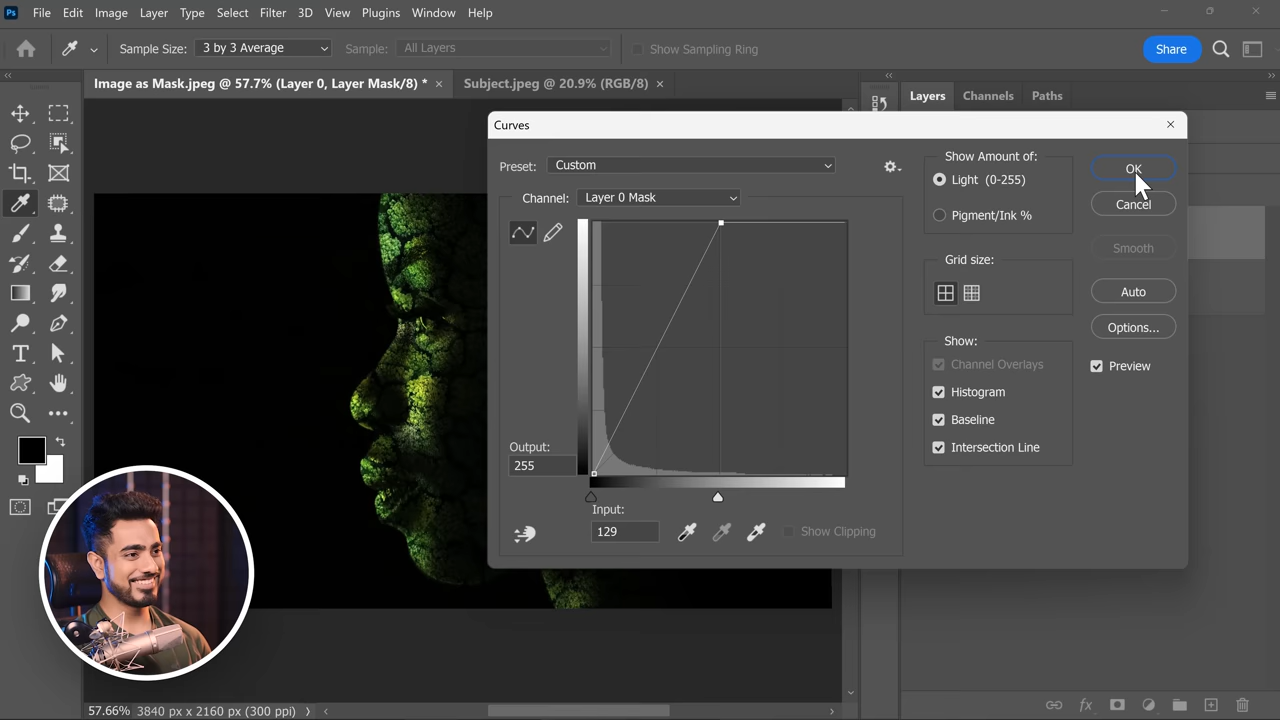 Ps File Edit Image Layer Type Select Filter 3D View Plugins Window Help
Sample Size: 3 by 3 Average Sample: All Layers Show Sampling Ring Share
Image as Mask.jpeg @ 57.7% (Layer 0, Layer Mask/8) * × Subject.jpeg @ 20.9% (RGB/8) ×
Layers Channels Paths
Curves
Preset: Custom
Channel: Layer 0 Mask
Output:
255
Input:
129
Show Clipping
Show Amount of:
Light (0-255)
Pigment/Ink %
Grid size:
Show:
Channel Overlays
Histogram
Baseline
Intersection Line
OK
Cancel
Smooth
Auto
Options...
Preview
T
fx
57.66% 3840 px x 2160 px (300 ppi)